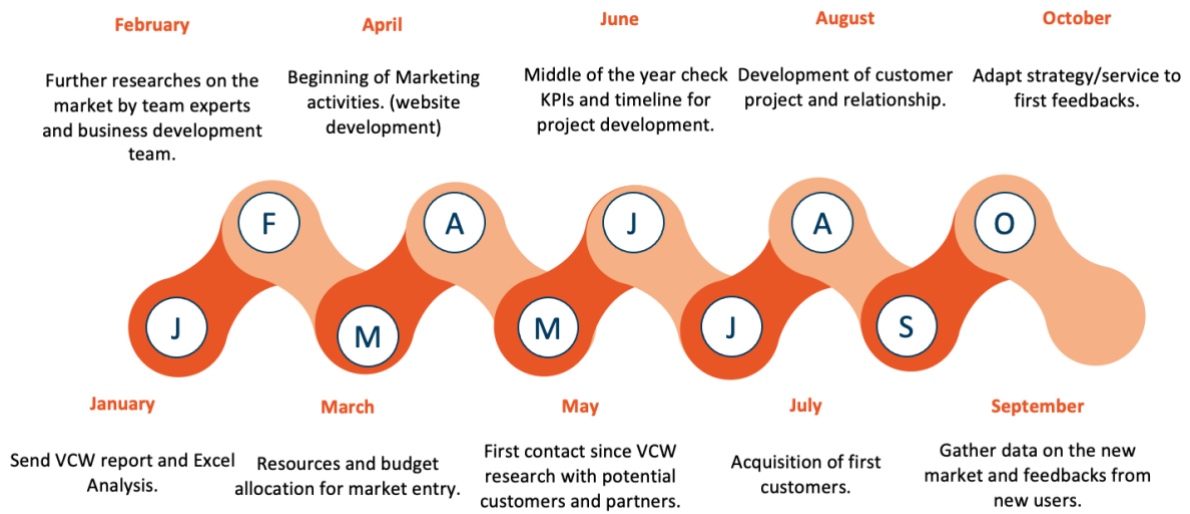 February
Further researches on the
market by team experts
and business development
team.
April
Beginning of Marketing
activities. (website
development)
June
Middle of the year check
KPIs and timeline for
project development.
August
Development of customer
project and relationship.
October
Adapt strategy/service to
first feedbacks.
F
A
J
A
O
J
M
M
J
S
January
Send VCW report and Excel
Analysis.
March
Resources and budget
allocation for market entry.
May
First contact since VCW
research with potential
customers and partners.
July
Acquisition of first
customers.
September
Gather data on the new
market and feedbacks from
new users.